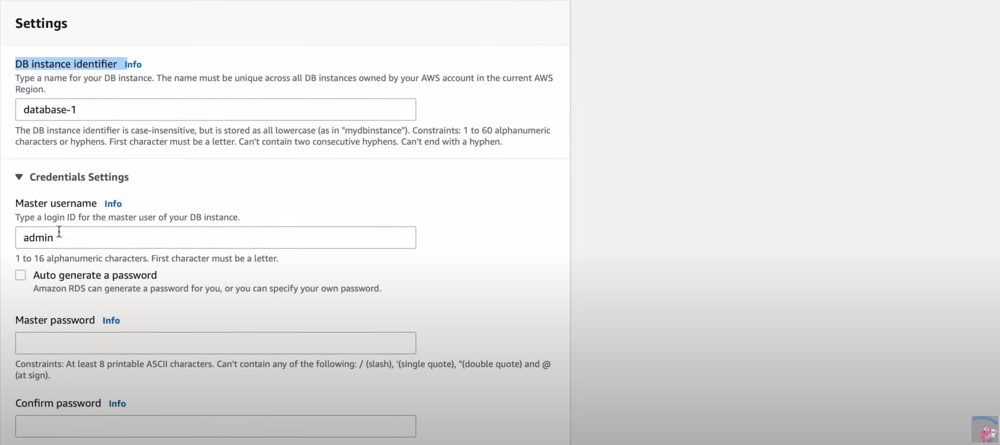 Settings
DB instance identifier Info
Type a name for your DB instance. The name must be unique across all DB instances owned by your AWS account in the current AWS
Region.
database-1
The DB instance identifier is case-insensitive, but is stored as all lowercase (as in "mydbinstance"). Constraints: 1 to 60 alphanumeric
characters or hyphens. First character must be a letter. Can't contain two consecutive hyphens. Can't end with a hyphen.
▼ Credentials Settings
Master username Info
Type a login ID for the master user of your DB instance.
admin
1 to 16 alphanumeric characters. First character must be a letter.
Auto generate a password
Amazon RDS can generate a password for you, or you can specify your own password.
Master password Info
Constraints: At least 8 printable ASCII characters. Can't contain any of the following: / (slash), '(single quote), "(double quote) and @
(at sign).
Confirm password Info